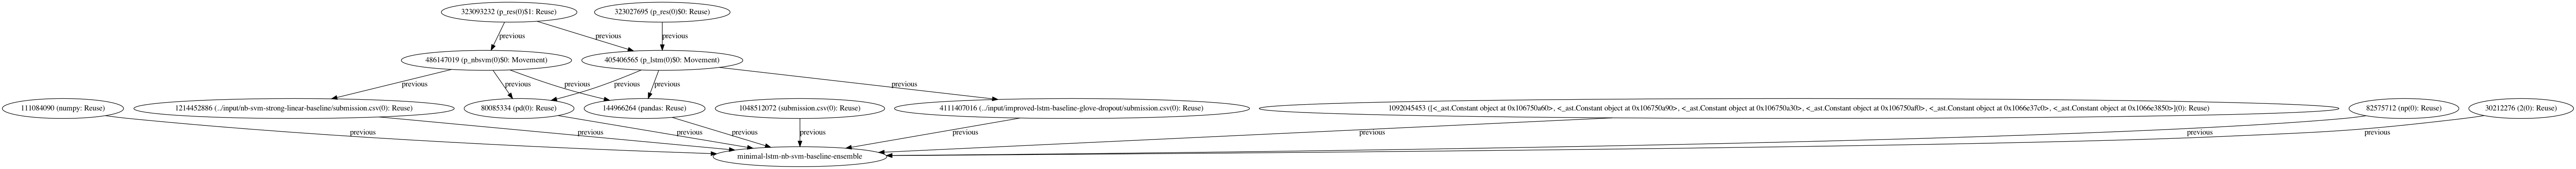 323093232 (p_res(0)$1: Reuse)
323027695 (p_res(0)$0: Reuse)
previous
previous
previous
486147019 (p_nbsvm(0)$0: Movement)
405406565 (p_lstm(0)$0: Movement)
previous
previous
previous
previous
previous
previous
111084090 (numpy: Reuse)
1214452886 (../input/nb-svm-strong-linear-baseline/submission.csv(0): Reuse)
80085334 (pd(0): Reuse)
144966264 (pandas: Reuse)
1048512072 (submission.csv(0): Reuse)
4111407016 (../input/improved-lstm-baseline-glove-dropout/submission.csv(0): Reuse)
1092045453 ([<_ast.Constant object at 0x106750a60>, <_ast.Constant object at 0x106750a90>, <_ast.Constant object at 0x106750a30>, <_ast.Constant object at 0x106750af0>, <_ast.Constant object at 0x1066e37c0>, <_ast.Constant object at 0x1066e3850>](0): Reuse)
82575712 (np(0): Reuse)
30212276 (2(0): Reuse)
previous
previous
previous
previous
previous
previous
previous
previous
previous
minimal-lstm-nb-svm-baseline-ensemble